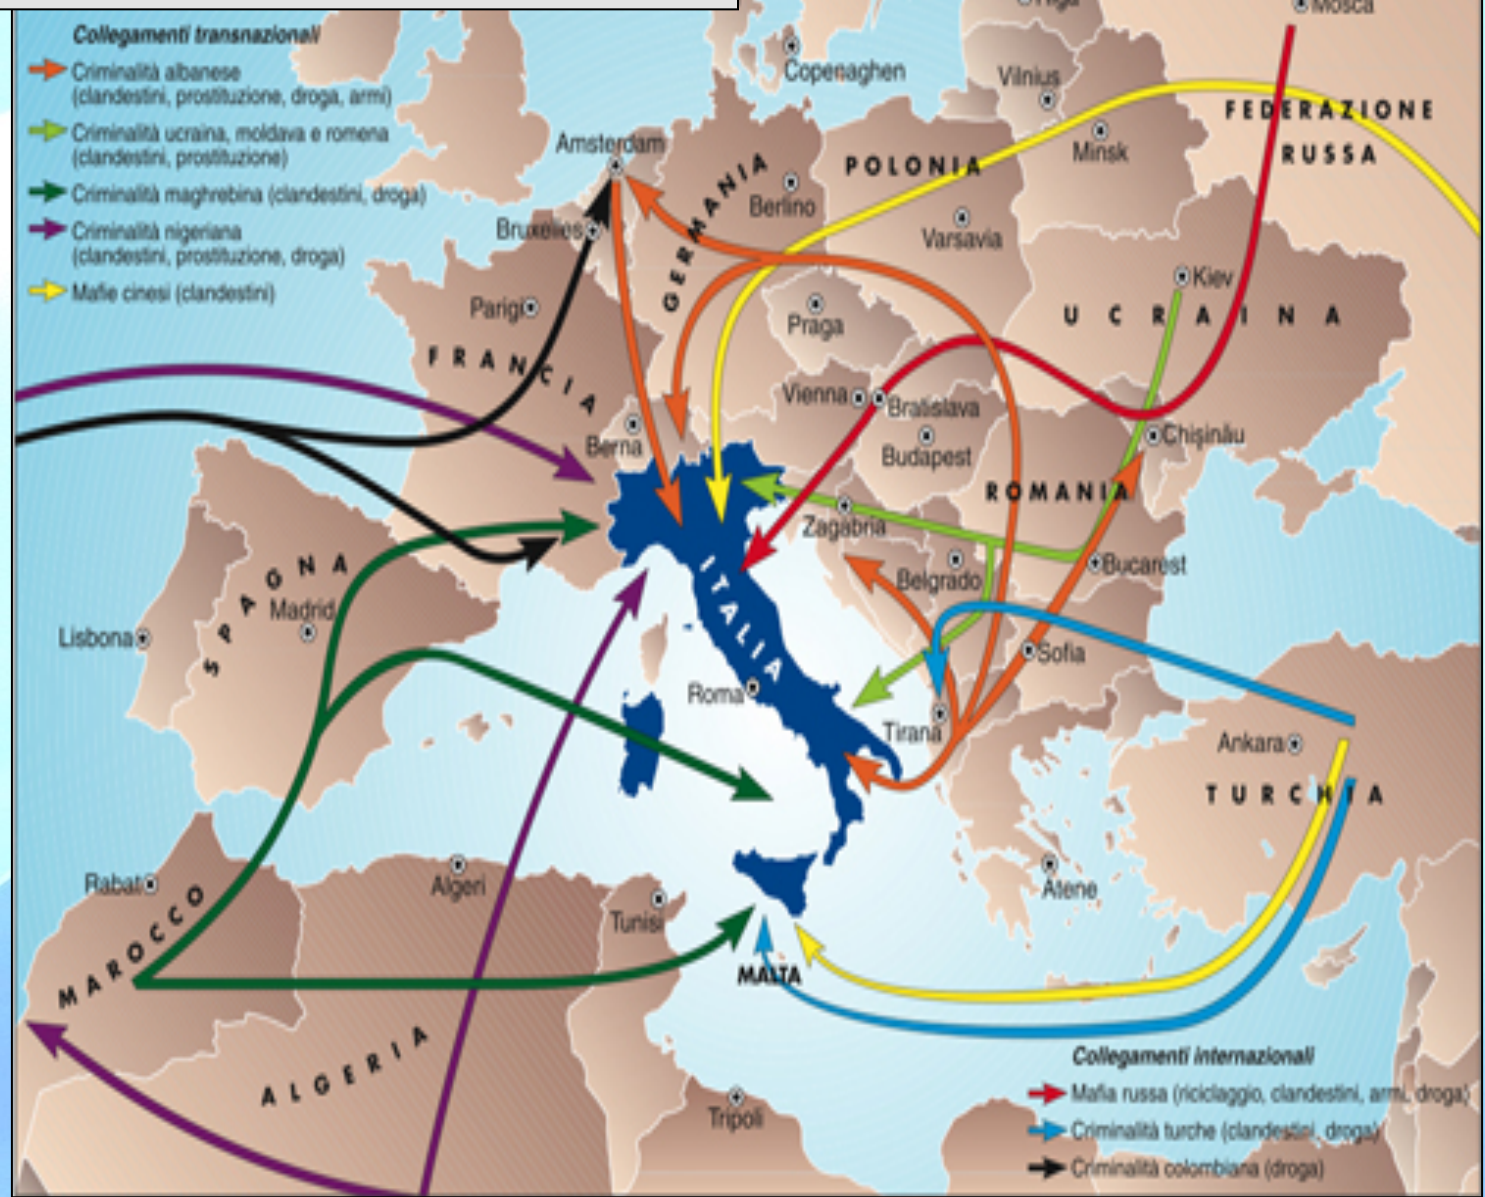 Collegamenti transnazionali
Criminalità albanese
(clandestini, prostituzione, droga, armi)
Criminalità ucraina, moldava e romena
(clandestini, prostituzione)
Criminalità maghrebina (clandestini, droga)
Criminalità nigeriana
(clandestini, prostituzione, droga)
Mafie cinesi (clandestini)
Mosca
Copenaghen
Vilnius
Minsk
FEDERAZIONE
RUSSA
Amsterdam
Bruxelles
GERMANIA
Berlino
POLONIA
Varsavia
Kiev
UCRAINA
Parigi
Praga
FRANCIA
Vienna
Bratislava
Berna
Budapest
Chişinău
ROMANIA
Zagabria
Belgrado
Bucarest
ITALIA
SPAGNA
Madrid
Lisbona
Sofia
Roma
Tirana
Ankara
TURCHIA
Rabat
Algeri
Tunisi
Atene
MAROCCO
MALTA
ALGERIA
Tripoli
Collegamenti internazionali
Mafia russa (riciclaggio, clandestini, armi, droga)
Criminalità turche (clandestini, droga)
Criminalità colombiana (droga)